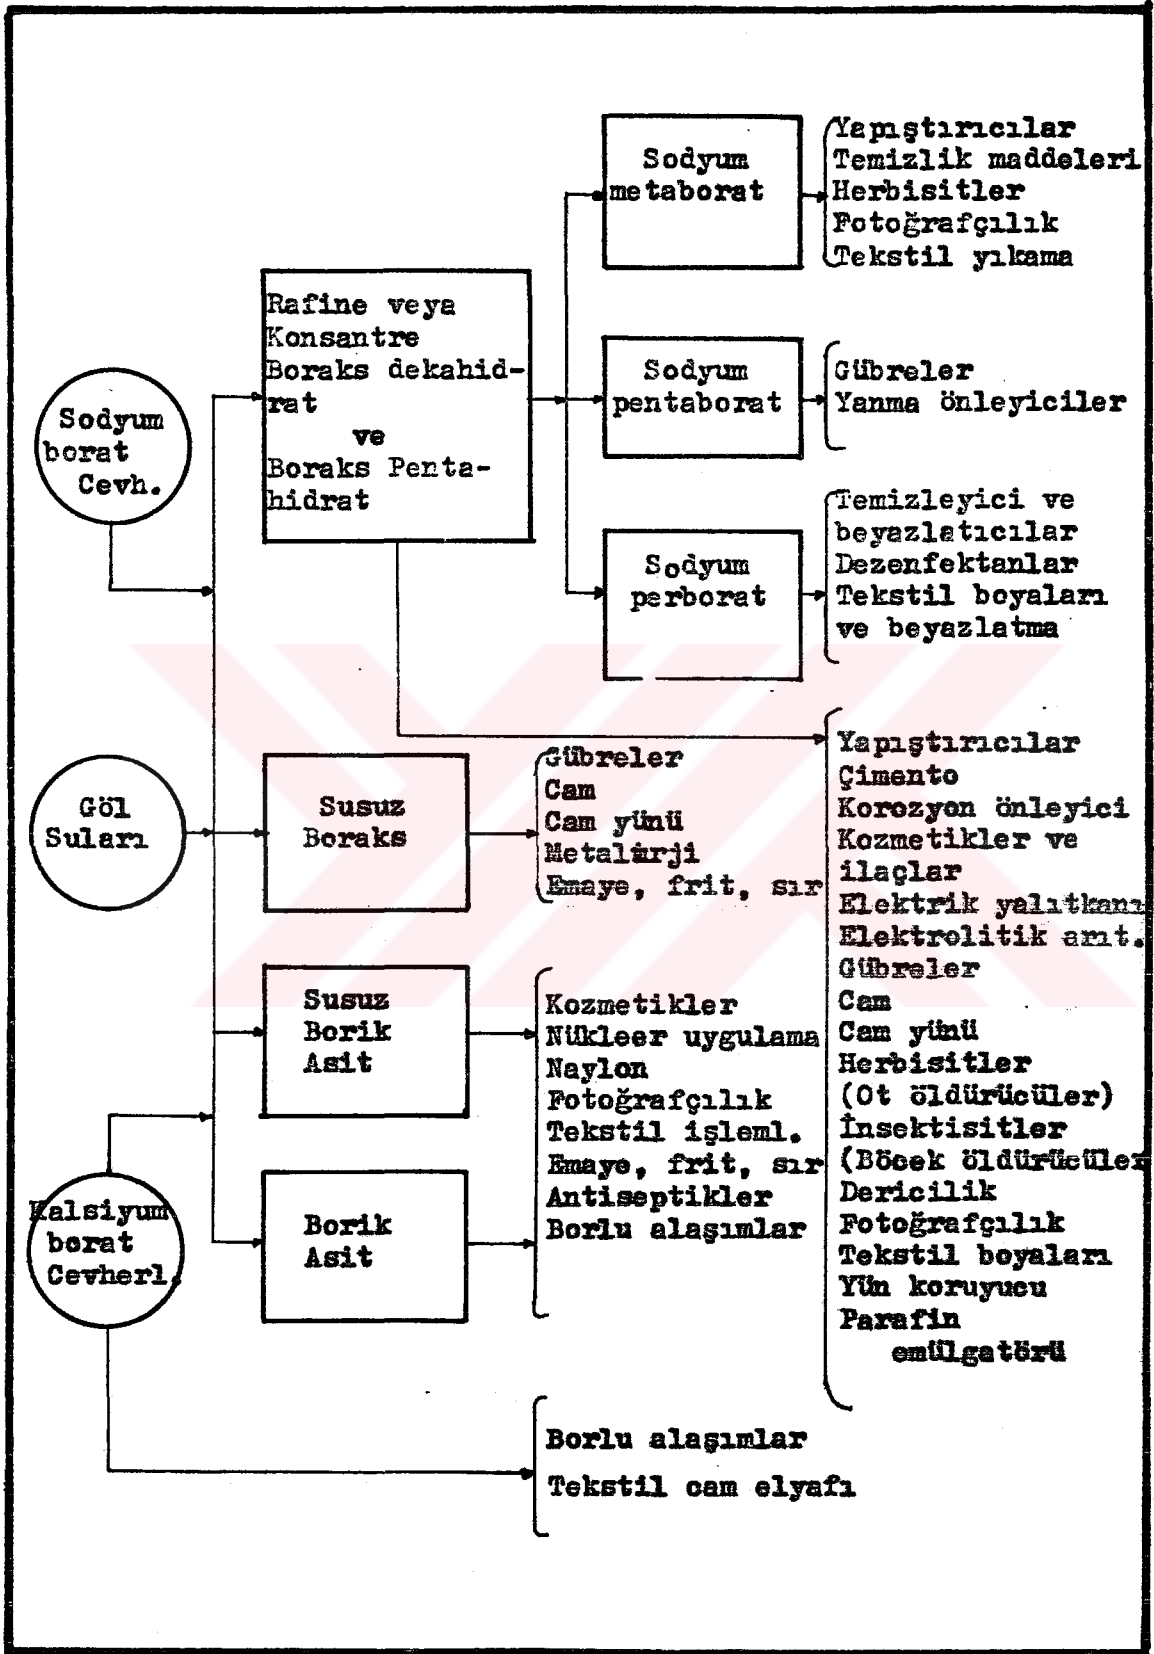 Sodyum
metaborat
Yapıştırıcılar
Temizlik maddeleri
Herbisitler
Fotoğrafçılık
Tekstil yıkama
Rafine veya
Konsantre
Boraks dekahid-
rat
ve
Boraks Penta-
hidrat
Sodyum
pentaborat
Gübreler
Yanma önleyiciler
Sodyum
borat
Cevh.
Sodyum
perborat
Temizleyici ve
beyazlatıcılar
Dezenfektanlar
Tekstil boyaları
ve beyazlatma
Göl
Suları
Susuz
Boraks
Gübreler
Cam
Cam yünü
Metalürji
Emaye, frit, sır
Susuz
Borik
Asit
Kozmetikler
Nükleer uygulama
Naylon
Fotoğrafçılık
Tekstil işleml.
Emaye, frit, sır
Antiseptikler
Borlu alaşımlar
Borik
Asit
Kalsiyum
borat
Cevherl.
Yapıştırıcılar
Çimento
Korozyon önleyici
Kozmetikler ve
ilaçlar
Elektrik yalıtkanı
Elektrolitik arıt.
Gübreler
Cam
Cam yünü
Herbisitler
(Ot öldürücüler)
İnsektisitler
(Böcek öldürücüler
Dericilik
Fotoğrafçılık
Tekstil boyaları
Yün koruyucu
Parafin
emülgatörü
Borlu alaşımlar
Tekstil cam elyafı